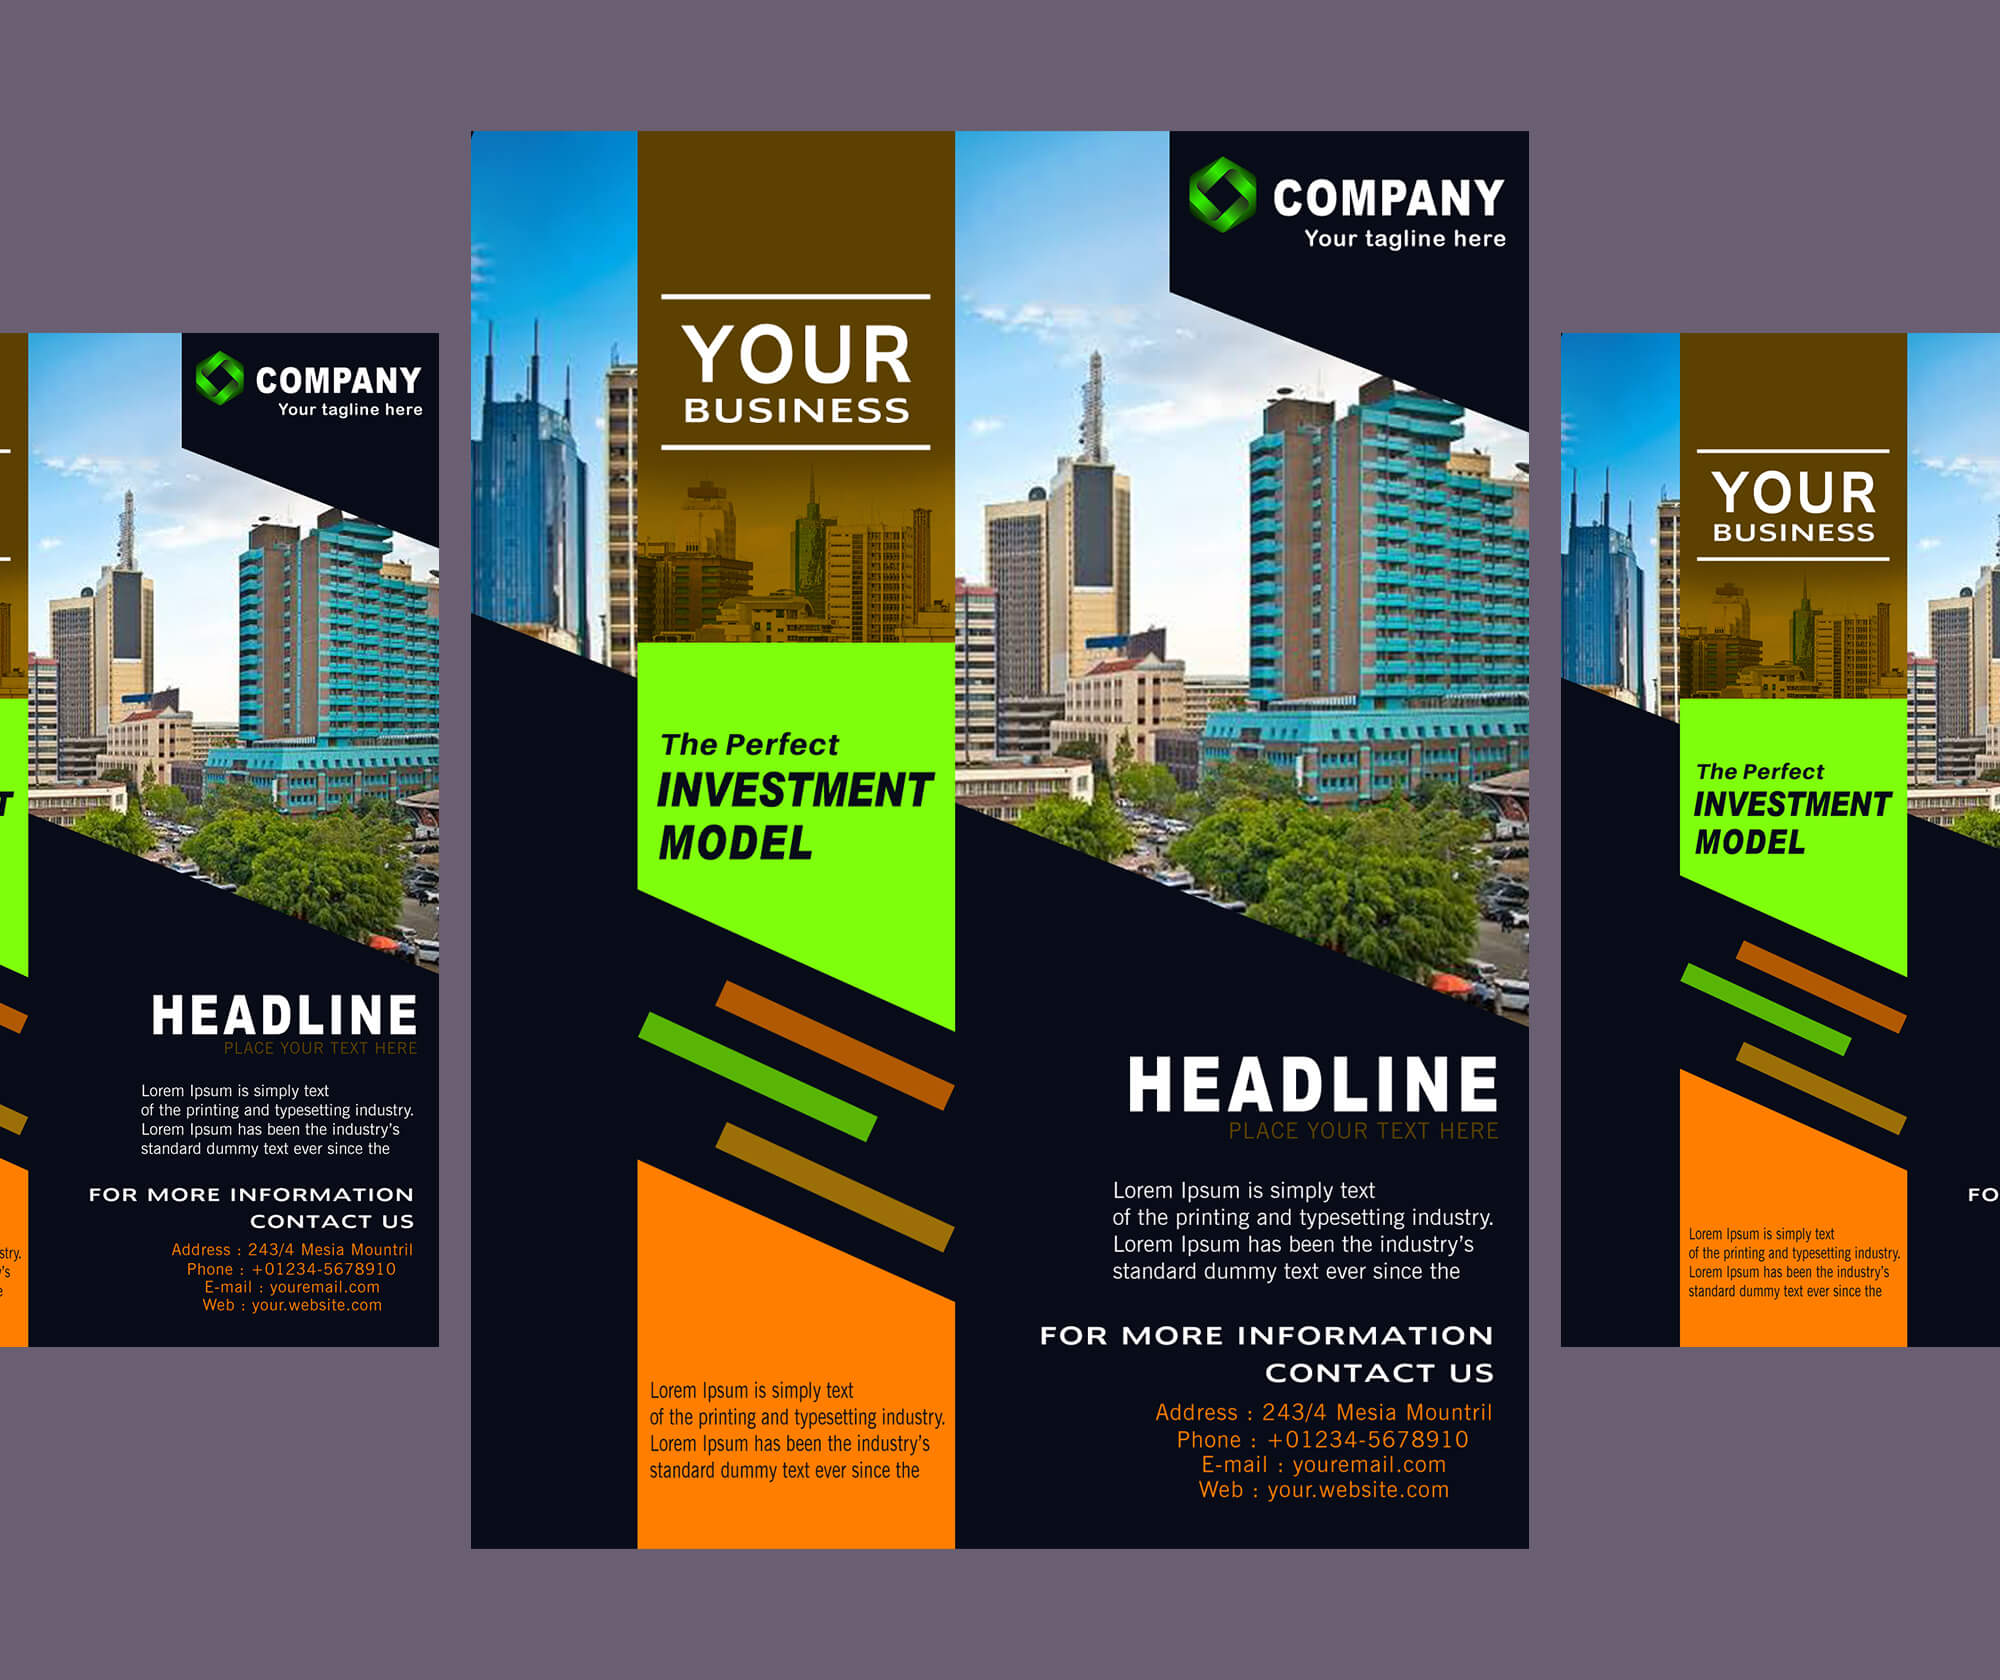 COMPANY
Your tagline here
YOUR
BUSINESS
The Perfect
INVESTMENT
MODEL
HEADLINE
PLACE YOUR TEXT HERE
Lorem Ipsum is simply text
of the printing and typesetting industry.
Lorem Ipsum has been the industry’s
standard dummy text ever since the
FOR MORE INFORMATION
CONTACT US
Address : 243/4 Mesia Mountril
Phone : +01234-5678910
E-mail : youremail.com
Web : your.website.com
Lorem Ipsum is simply text
of the printing and typesetting industry.
Lorem Ipsum has been the industry’s
standard dummy text ever since the
COMPANY
Your tagline here
T
HEADLINE
PLACE YOUR TEXT HERE
Lorem Ipsum is simply text
of the printing and typesetting industry.
Lorem Ipsum has been the industry’s
standard dummy text ever since the
FOR MORE INFORMATION
CONTACT US
Address : 243/4 Mesia Mountril
Phone : +01234-5678910
E-mail : youremail.com
Web : your.website.com
stry.
’s
YOUR
BUSINESS
The Perfect
INVESTMENT
MODEL
Lorem Ipsum is simply text
of the printing and typesetting industry.
Lorem Ipsum has been the industry’s
standard dummy text ever since the
FO